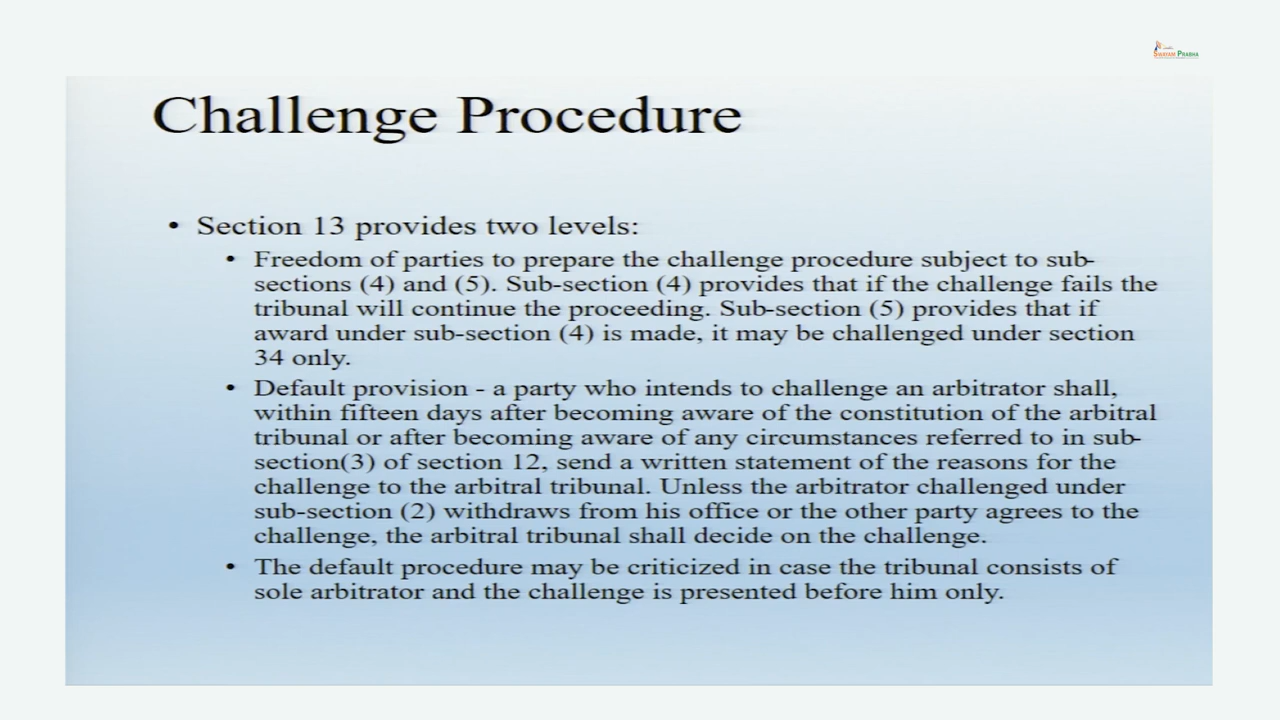 SWAYAM PRABHA
Challenge Procedure
• Section 13 provides two levels:
• Freedom of parties to prepare the challenge procedure subject to sub-
sections (4) and (5). Sub-section (4) provides that if the challenge fails the
tribunal will continue the proceeding. Sub-section (5) provides that if
award under sub-section (4) is made, it may be challenged under section
34 only.
• Default provision - a party who intends to challenge an arbitrator shall,
within fifteen days after becoming aware of the constitution of the arbitral
tribunal or after becoming aware of any circumstances referred to in sub-
section(3) of section 12, send a written statement of the reasons for the
challenge to the arbitral tribunal. Unless the arbitrator challenged under
sub-section (2) withdraws from his office or the other party agrees to the
challenge, the arbitral tribunal shall decide on the challenge.
• The default procedure may be criticized in case the tribunal consists of
sole arbitrator and the challenge is presented before him only.